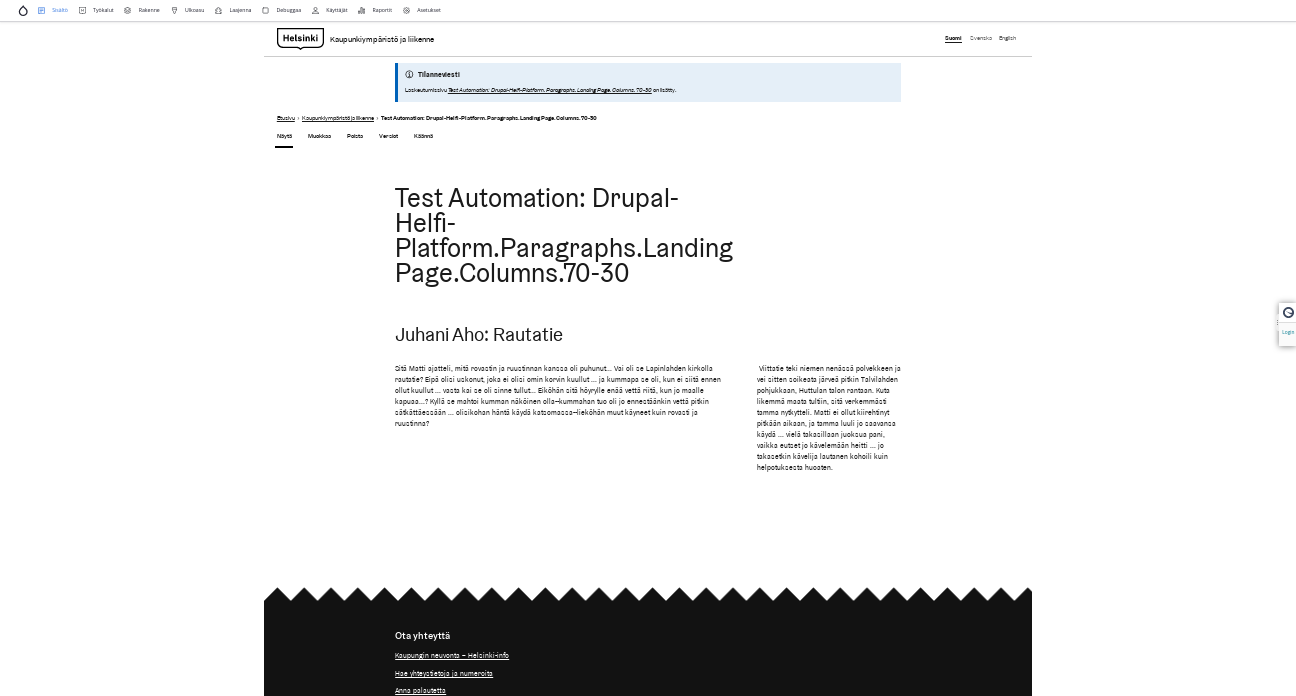 Sisältö Työkalut Rakenne Ulkoasu Laajenna Debuggaa Käyttäjät Raportit Asetukset
Helsinki Kaupunkiympäristö ja liikenne Suomi Svenska English
Tilanneviesti
Laskeutumissivu Test Automation: Drupal-Helfi-Platform.Paragraphs.Landing Page.Columns.70-30 on lisätty.
Etusivu › Kaupunkiympäristö ja liikenne › Test Automation: Drupal-Helfi-Platform.Paragraphs.Landing Page.Columns.70-30
Näytä Muokkaa Poista Versiot Käännä
Test Automation: Drupal-
Helfi-
Platform.Paragraphs.Landing
Page.Columns.70-30
Login
Juhani Aho: Rautatie
Sitä Matti ajatteli, mitä rovastin ja ruustinnan kanssa oli puhunut... Vai oli se Lapinlahden kirkolla
rautatie? Eipä olisi uskonut, joka ei olisi omin korvin kuullut ... ja kummapa se oli, kun ei siitä ennen
ollut kuullut ... vasta kai se oli sinne tullut... Eiköhän sitä höyrylle enää vettä riitä, kun jo maalle
kapuaa...? Kyllä se mahtoi kumman näköinen olla—kummahan tuo oli jo ennestäänkin vettä pitkin
sätkättäessään ... olisikohan häntä käydä katsomassa—lieköhän muut käyneet kuin rovasti ja
ruustinna?
Viittatie teki niemen nenässä polvekkeen ja
vei sitten soikeata järveä pitkin Talvilahden
pohjukkaan, Huttulan talon rantaan. Kuta
likemmä maata tultiin, sitä verkemmästi
tamma nytkytteli. Matti ei ollut kiirehtinyt
pitkään aikaan, ja tamma luuli jo saavansa
käydä ... vielä takasillaan juoksua pani,
vaikka eutset jo kävelemään heitti ... jo
takasetkin kävelijä lautanen kohoili kuin
helpotuksesta huoaten.
Ota yhteyttä
Kaupungin neuvonta – Helsinki-info
Hae yhteystietoja ja numeroita
Anna palautetta